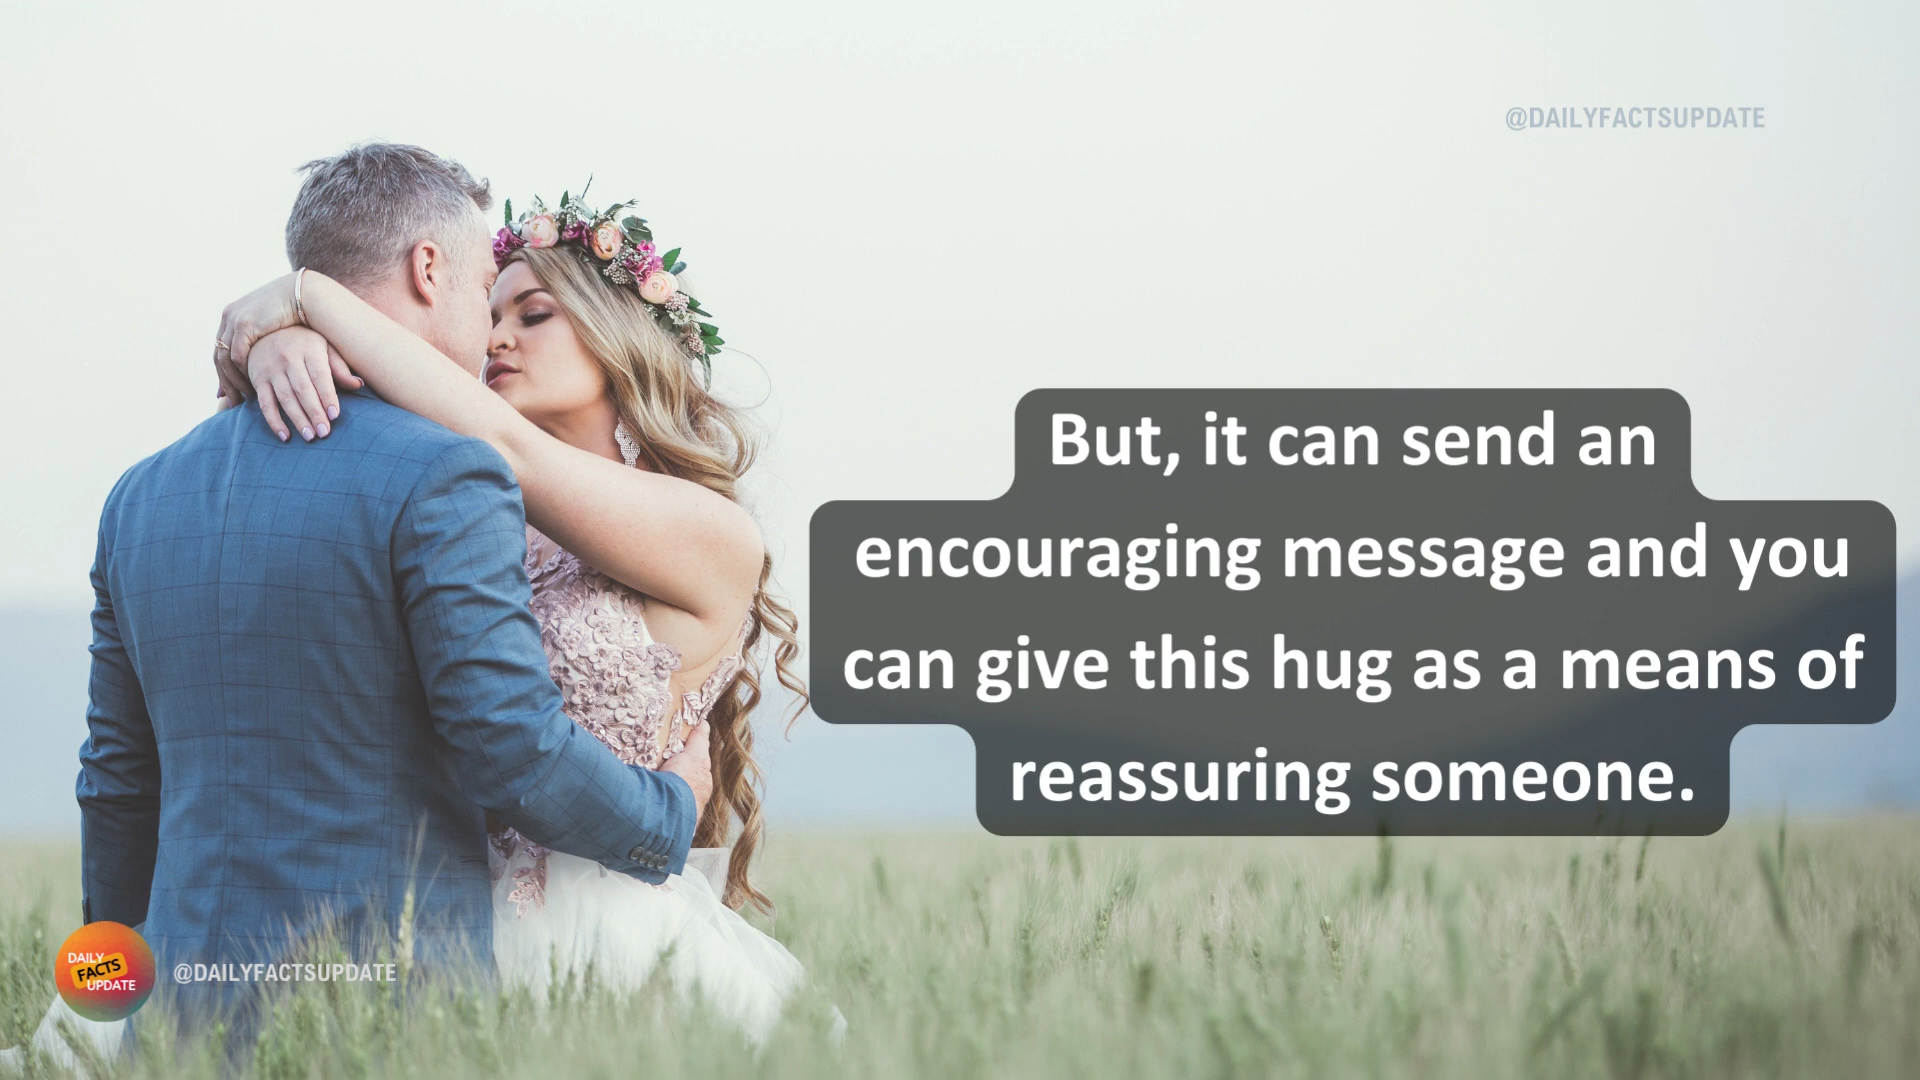 @DAILYFACTSUPDATE
But, it can send an
encouraging message and you
can give this hug as a means of
reassuring someone.
DAILY
FACTS
UPDATE
@DAILYFACTSUPDATE